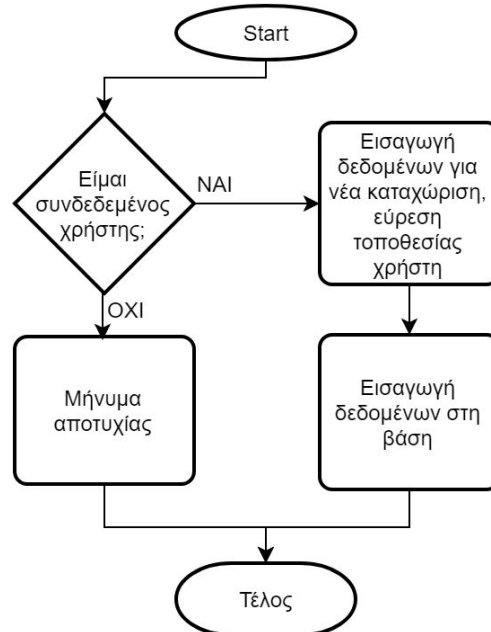 Start
Είμαι
συνδεδεμένος
χρήστης;
ΝΑΙ
Εισαγωγή
δεδομένων για
νέα καταχώριση,
εύρεση
τοποθεσίας
χρήστη
ΟΧΙ
Μήνυμα
αποτυχίας
Εισαγωγή
δεδομένων στη
βάση
Τέλος